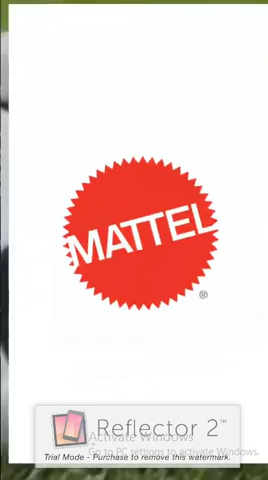 MATTEL
®
Reflector 2™
Activate Windows
Go to PC settings to activate Windows.
Trial Mode - Purchase to remove this watermark.